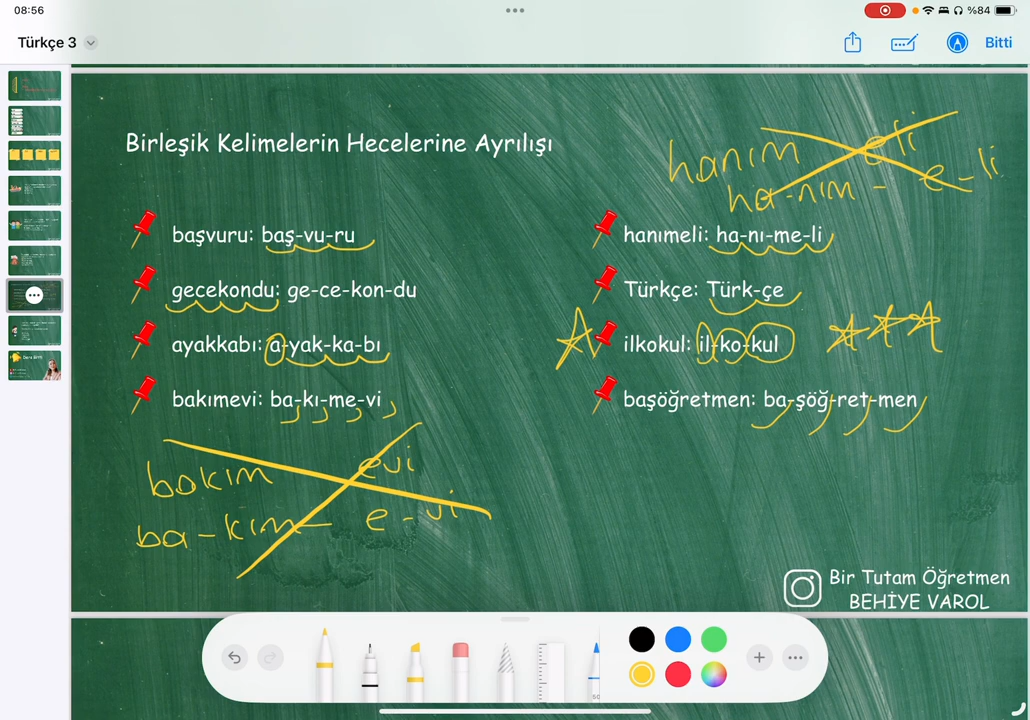 08:56
%84
Türkçe 3
Bitti
Birleşik Kelimelerin Hecelerine Ayrılışı
hanım eli
ha-nım - e-li
başvuru: baş-vu-ru
gecekondu: ge-ce-kon-du
ayakkabı: a-yak-ka-bı
bakımevi: ba-kı-me-vi
hanımeli: ha-nı-me-li
Türkçe: Türk-çe
ilkokul: il-ko-kul
başöğretmen: ba-şöğ-ret-men
bakım evi
ba-kım- e-vi
Bir Tutam Öğretmen
BEHİYE VAROL